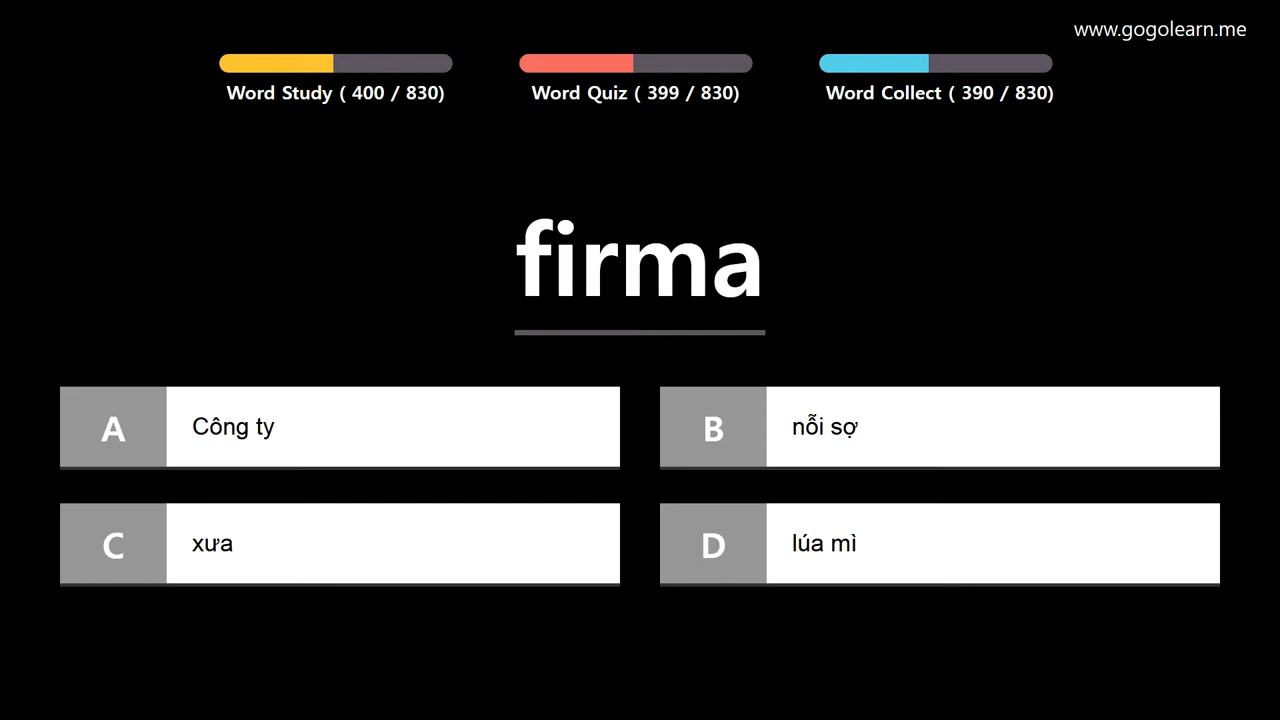 www.gogolearn.me
Word Study ( 400 / 830)
Word Quiz ( 399 / 830)
Word Collect ( 390 / 830)
firma
A Công ty
B nỗi sợ
C xưa
D lúa mì